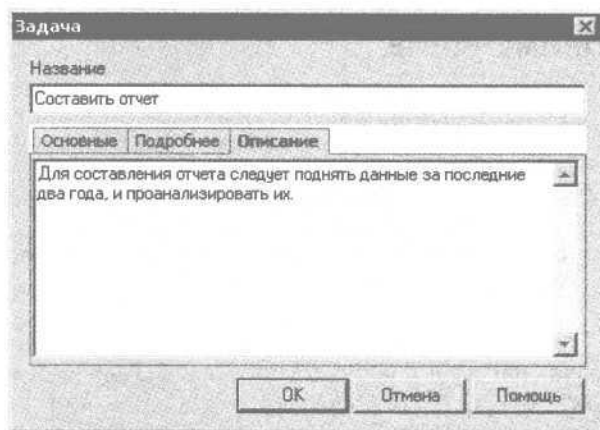 Задача
Название
Составить отчет
Основные Подробнее Описание
Для составления отчета следует поднять данные за последние
два года, и проанализировать их.
OK Отмена Помощь